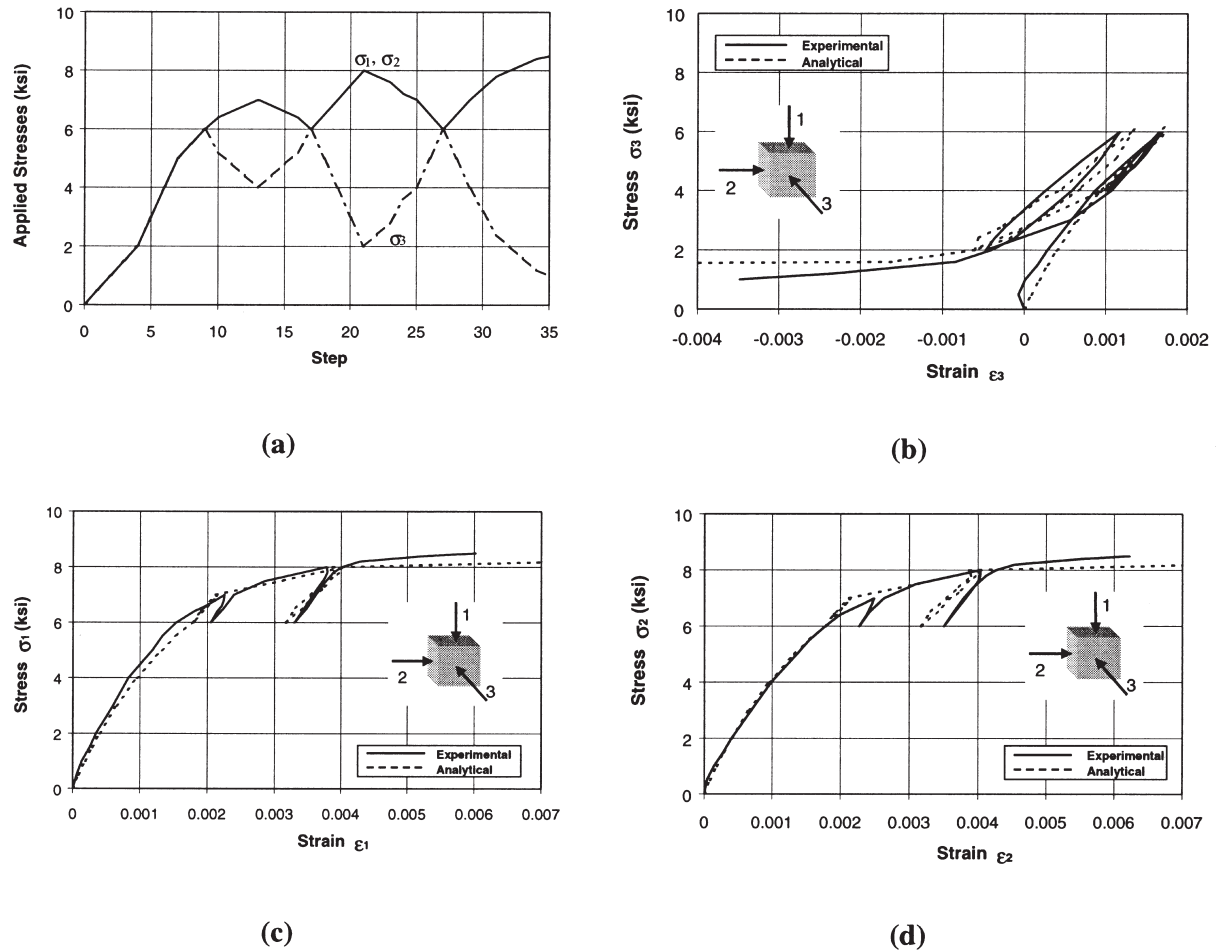 10
8
6
4
2
0
Applied Stresses (ksi)
σ1, σ2
σ3
0 5 10 15 20 25 30 35
Step
(a)
10
8
6
4
2
0
Stress σ3 (ksi)
Experimental
Analytical
1
2
3
-0.004 -0.003 -0.002 -0.001 0 0.001 0.002
Strain ε3
(b)
10
8
6
4
2
0
Stress σ1 (ksi)
1
2
3
Experimental
Analytical
0 0.001 0.002 0.003 0.004 0.005 0.006 0.007
Strain ε1
(c)
10
8
6
4
2
0
Stress σ2 (ksi)
1
2
3
Experimental
Analytical
0 0.001 0.002 0.003 0.004 0.005 0.006 0.007
Strain ε2
(d)